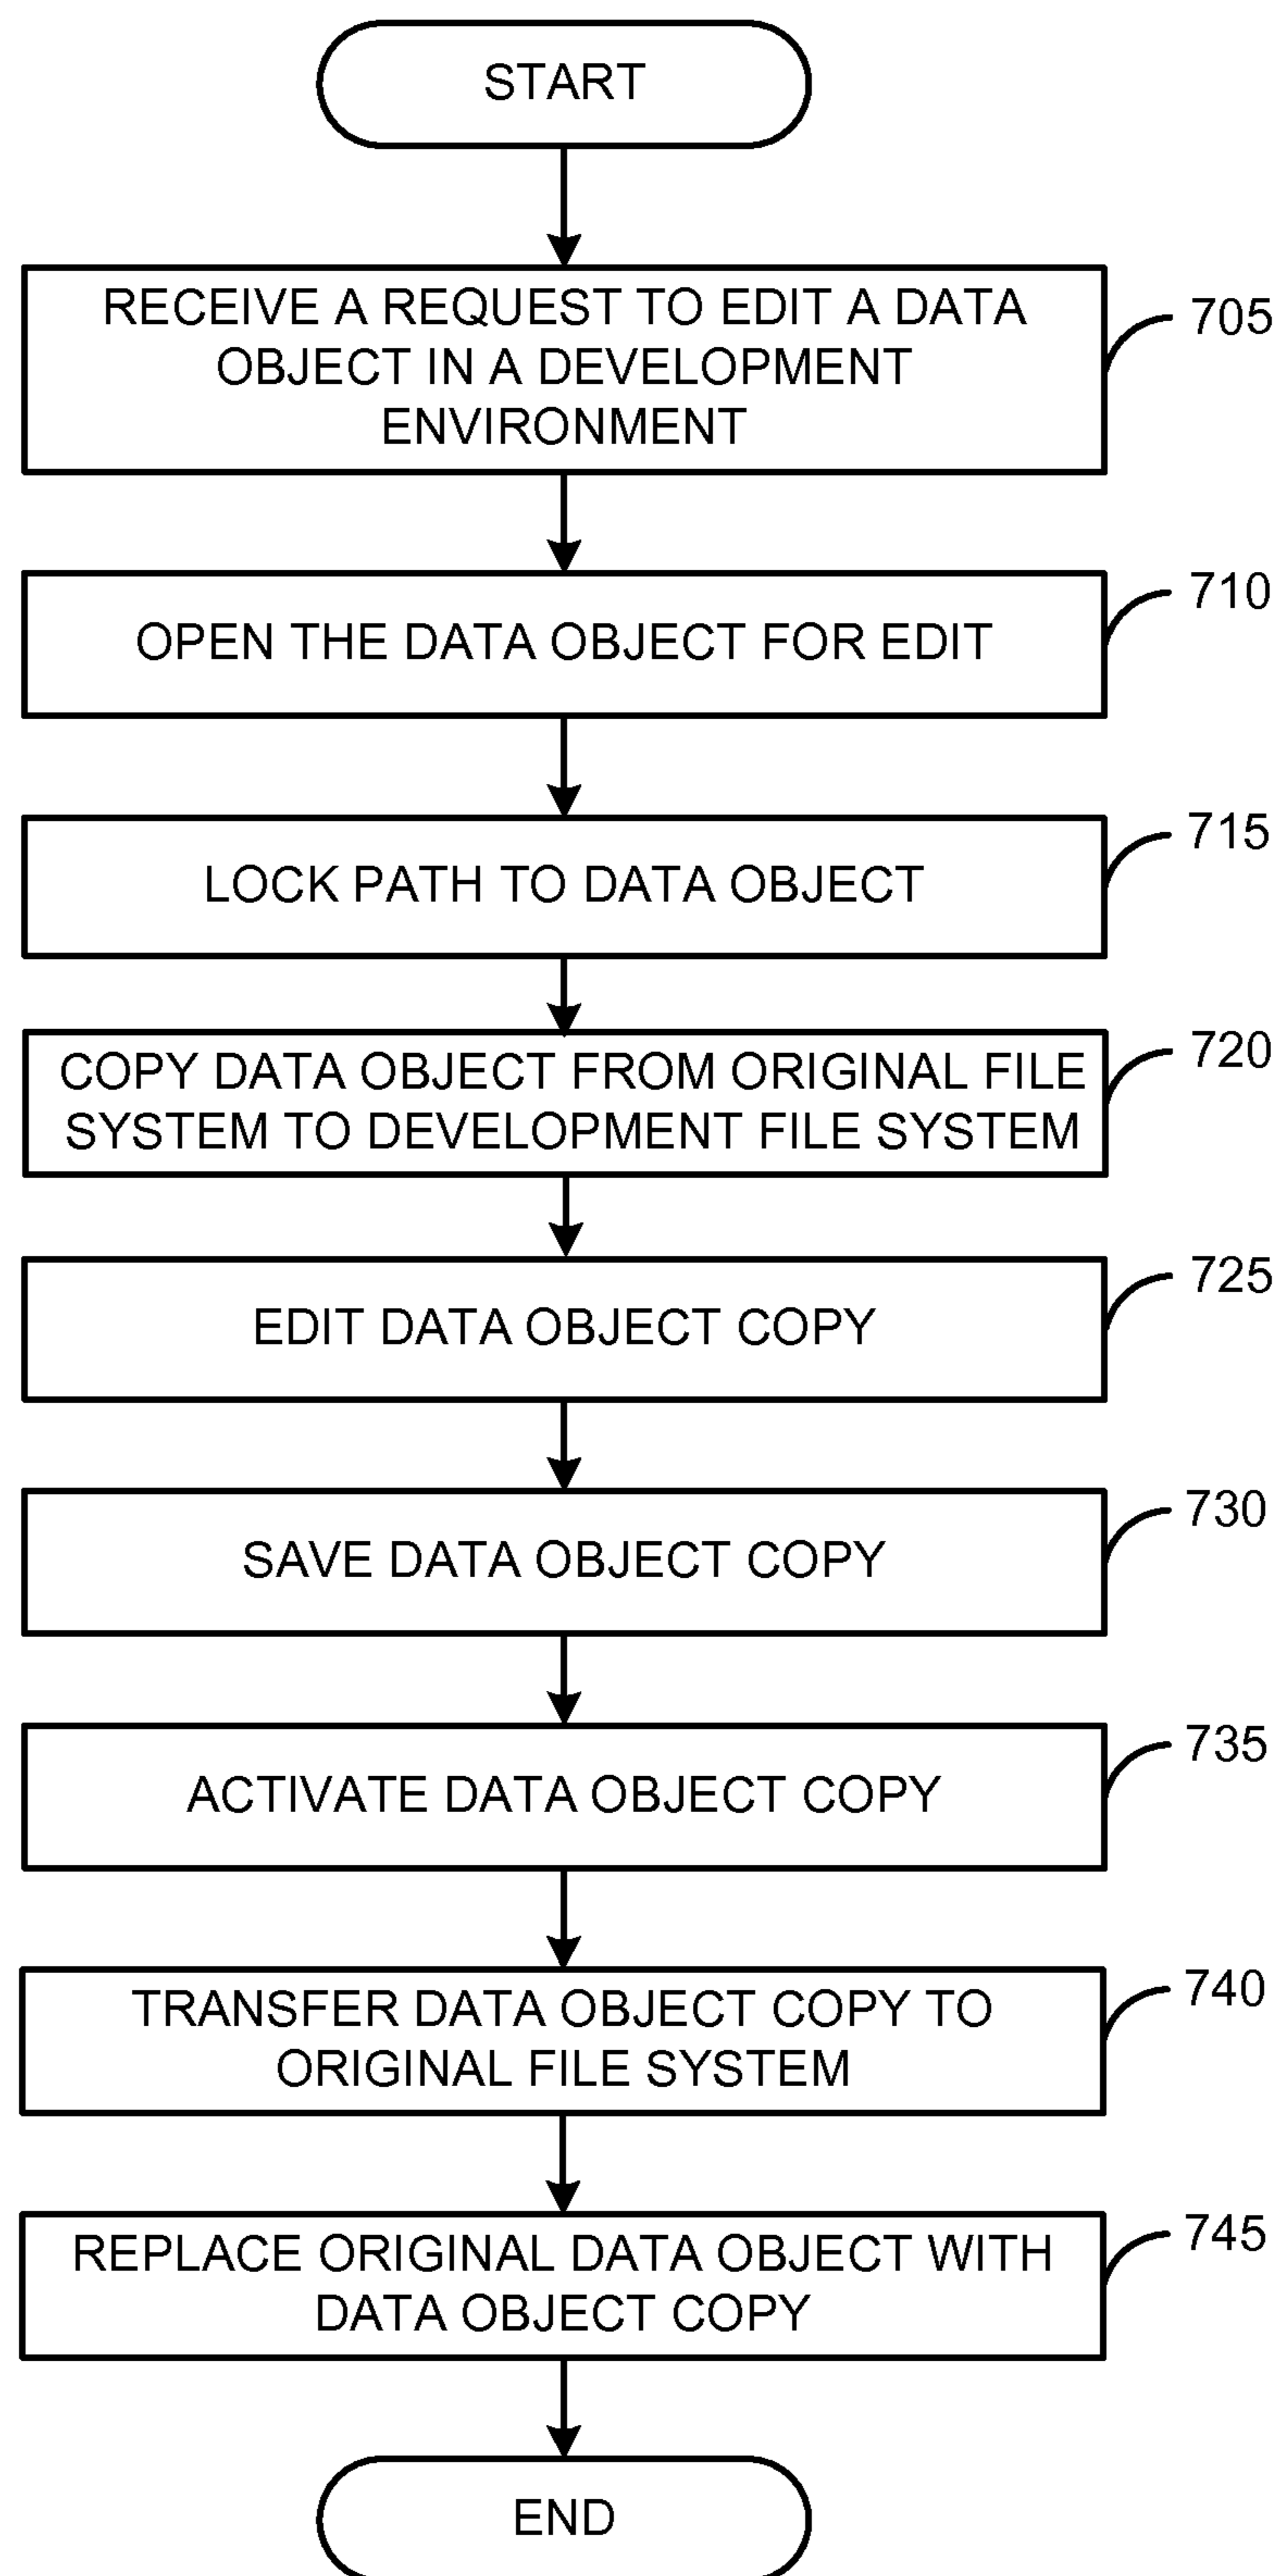 START
RECEIVE A REQUEST TO EDIT A DATA
OBJECT IN A DEVELOPMENT
ENVIRONMENT
705
OPEN THE DATA OBJECT FOR EDIT
710
LOCK PATH TO DATA OBJECT
715
COPY DATA OBJECT FROM ORIGINAL FILE
SYSTEM TO DEVELOPMENT FILE SYSTEM
720
EDIT DATA OBJECT COPY
725
SAVE DATA OBJECT COPY
730
ACTIVATE DATA OBJECT COPY
735
TRANSFER DATA OBJECT COPY TO
ORIGINAL FILE SYSTEM
740
REPLACE ORIGINAL DATA OBJECT WITH
DATA OBJECT COPY
745
END